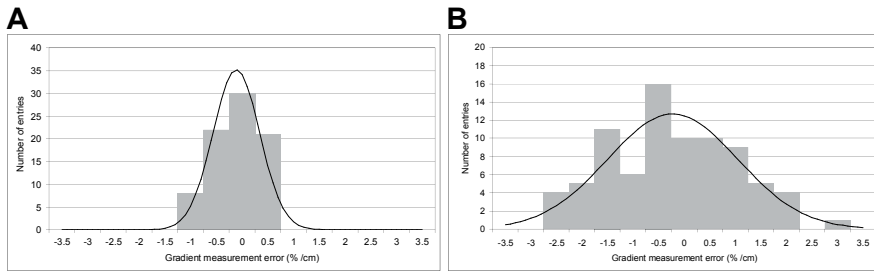 A
40
35
30
25
20
15
10
5
0
Number of entries
-3.5 -3 -2.5 -2 -1.5 -1 -0.5 0 0.5 1 1.5 2 2.5 3 3.5
Gradient measurement error (% /cm)
B
20
18
16
14
12
10
8
6
4
2
0
Number of entries
-3.5 -3 -2.5 -2 -1.5 -1 -0.5 0 0.5 1 1.5 2 2.5 3 3.5
Gradient measurement error (% /cm)